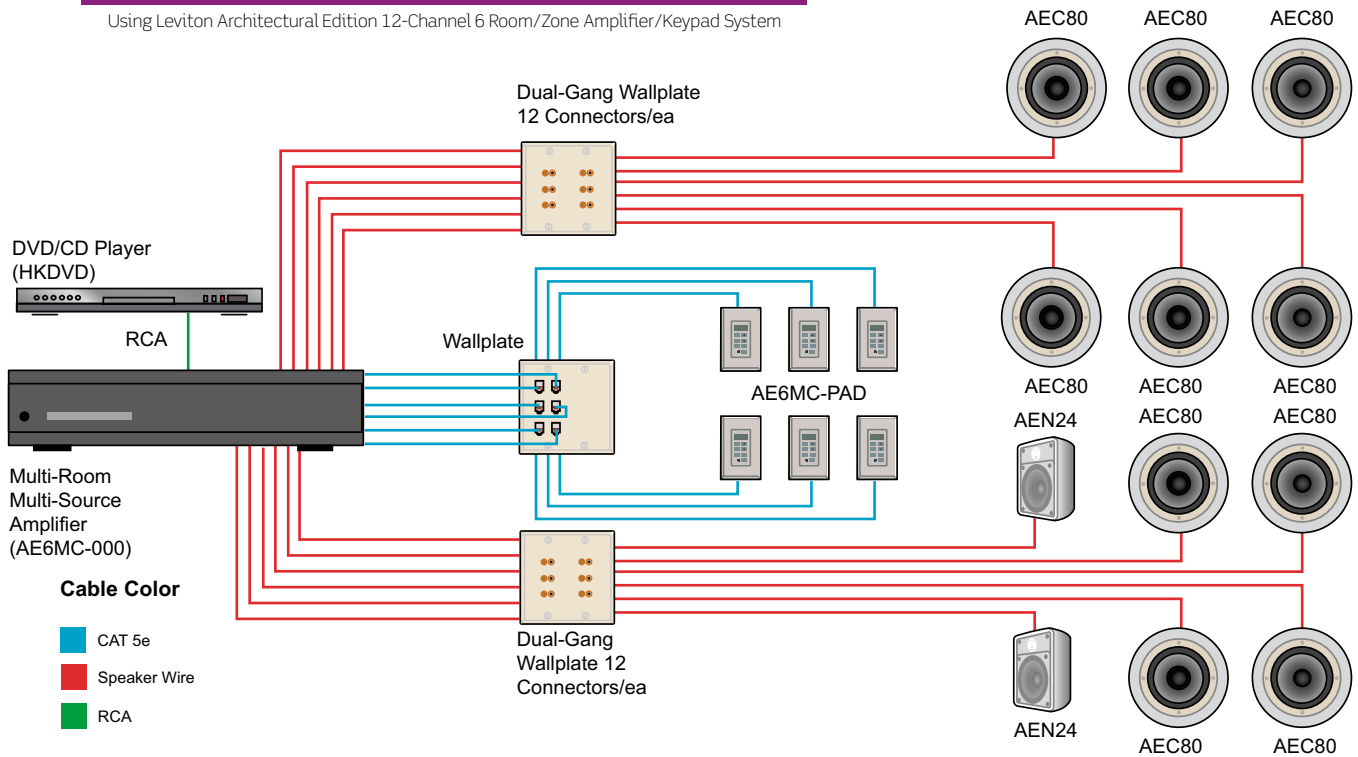 Using Leviton Architectural Edition 12-Channel 6 Room/Zone Amplifier/Keypad System
AEC80
AEC80
AEC80
Dual-Gang Wallplate
12 Connectors/ea
DVD/CD Player
(HKDVD)
RCA
Wallplate
AE6MC-PAD
AEC80
AEC80
AEC80
AEN24
AEC80
AEC80
Multi-Room
Multi-Source
Amplifier
(AE6MC-000)
Cable Color
CAT 5e
Speaker Wire
RCA
Dual-Gang
Wallplate 12
Connectors/ea
AEN24
AEC80
AEC80